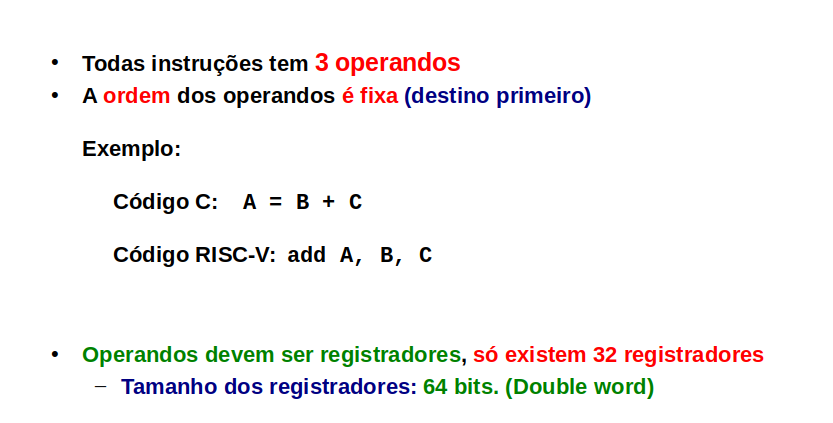 • Todas instruções tem 3 operandos
• A ordem dos operandos é fixa (destino primeiro)
Exemplo:
Código C: A = B + C
Código RISC-V: add A, B, C
• Operandos devem ser registradores, só existem 32 registradores
– Tamanho dos registradores: 64 bits. (Double word)